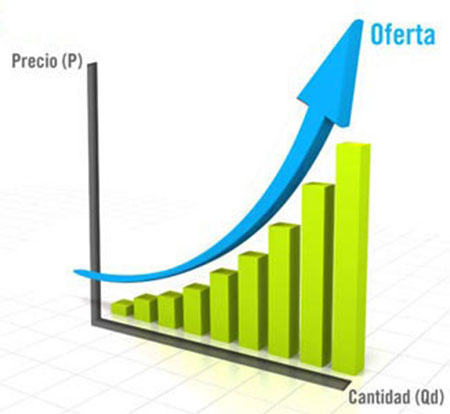 Oferta
Precio (P)
Cantidad (Qd)